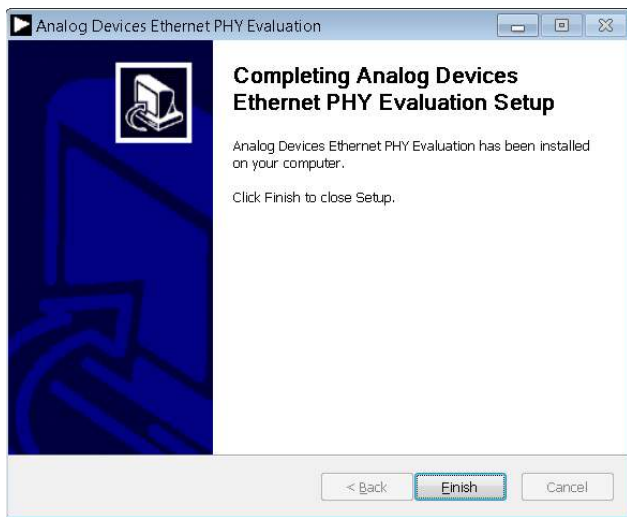 Analog Devices Ethernet PHY Evaluation
Completing Analog Devices
Ethernet PHY Evaluation Setup
Analog Devices Ethernet PHY Evaluation has been installed
on your computer.
Click Finish to close Setup.
< Back
Finish
Cancel